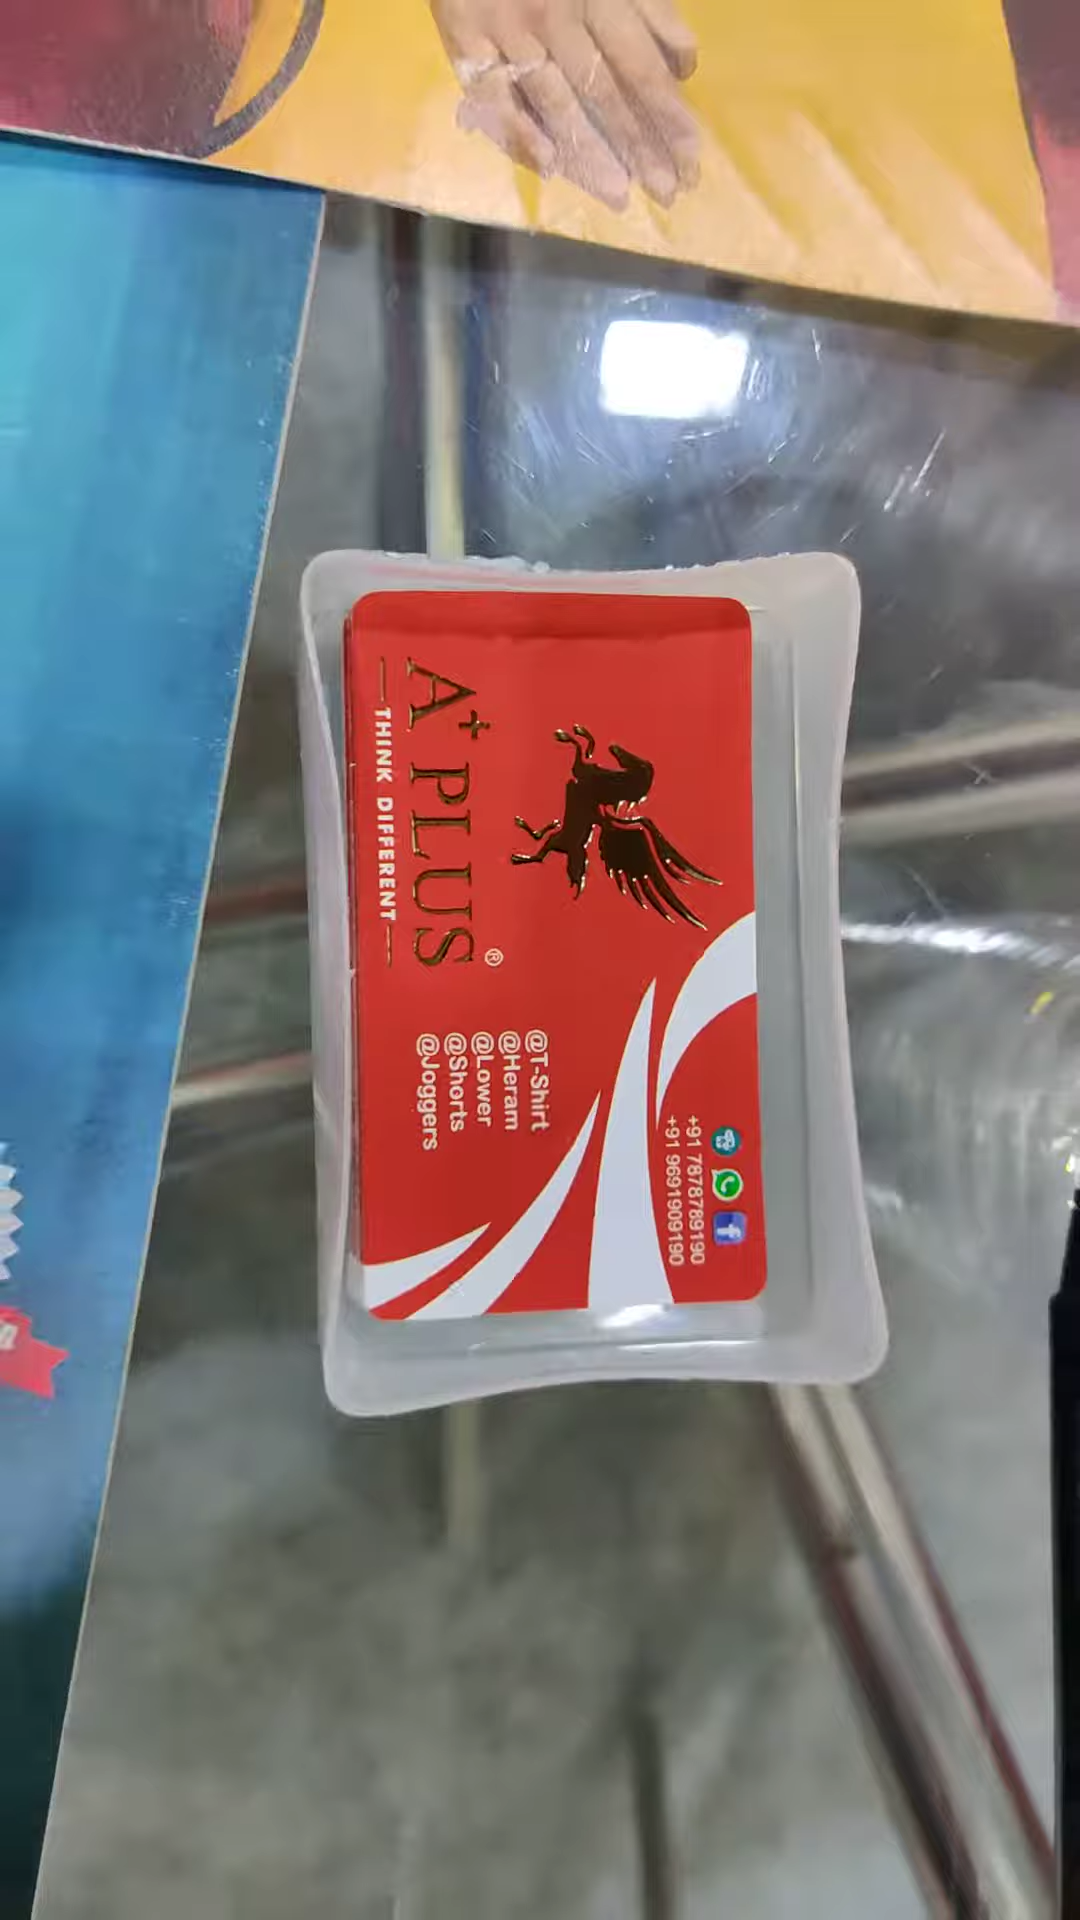 A+ PLUS®
THINK DIFFERENT
@T-Shirt
@Heram
@Lower
@Shorts
@Joggers
+91 7878789190
+91 9691909190